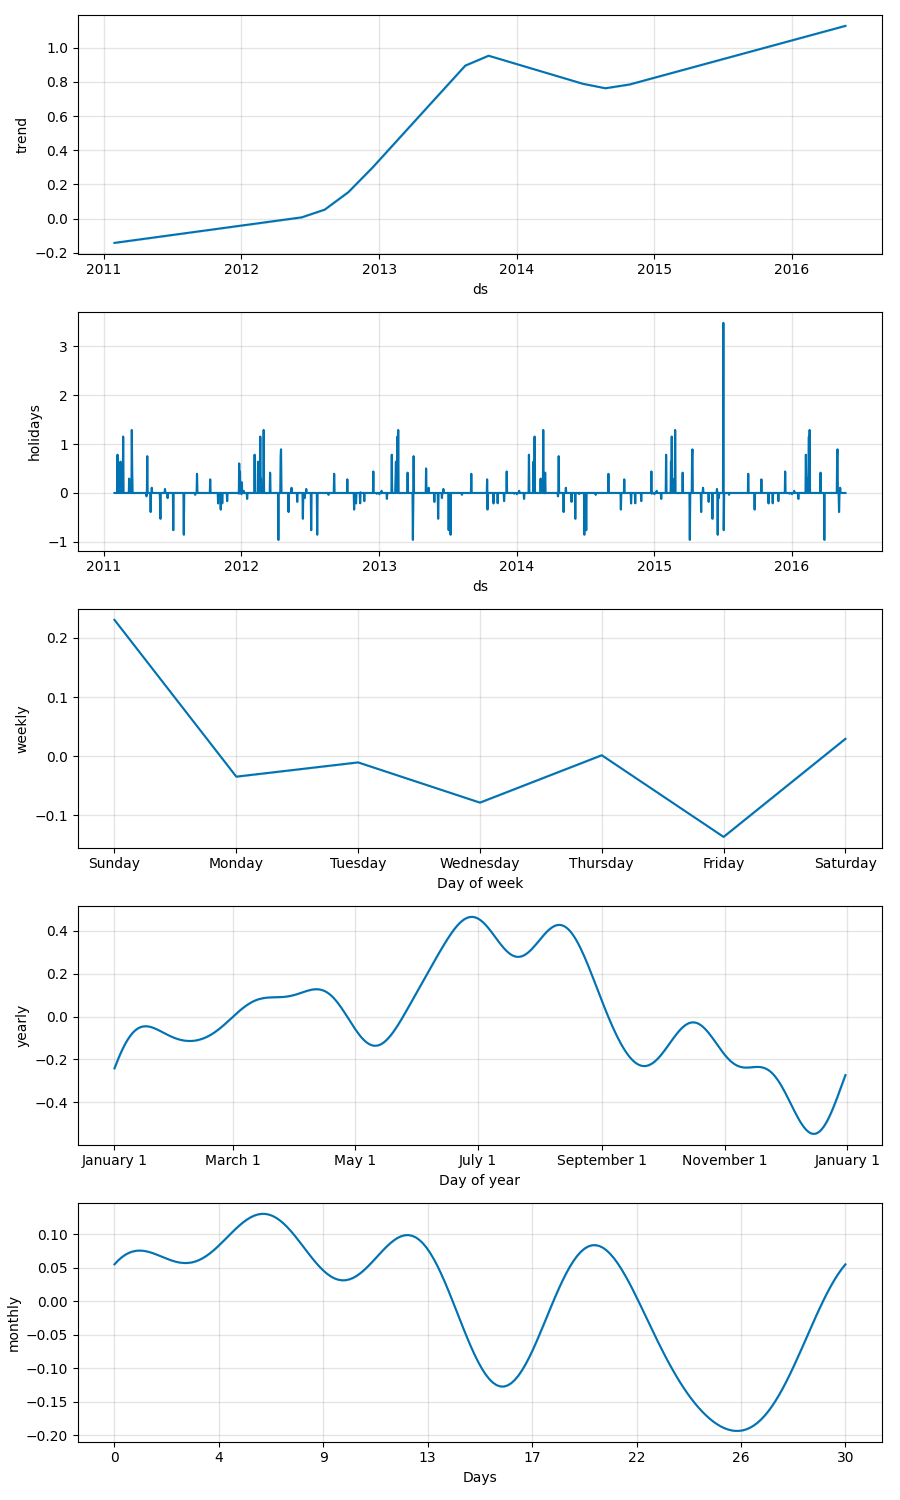 trend
1.0
0.8
0.6
0.4
0.2
0.0
−0.2
2011 2012 2013 2014 2015 2016
ds
holidays
3
2
1
0
−1
2011 2012 2013 2014 2015 2016
ds
weekly
0.2
0.1
0.0
−0.1
Sunday Monday Tuesday Wednesday Thursday Friday Saturday
Day of week
yearly
0.4
0.2
0.0
−0.2
−0.4
January 1 March 1 May 1 July 1 September 1 November 1 January 1
Day of year
monthly
0.10
0.05
0.00
−0.05
−0.10
−0.15
−0.20
0 4 9 13 17 22 26 30
Days